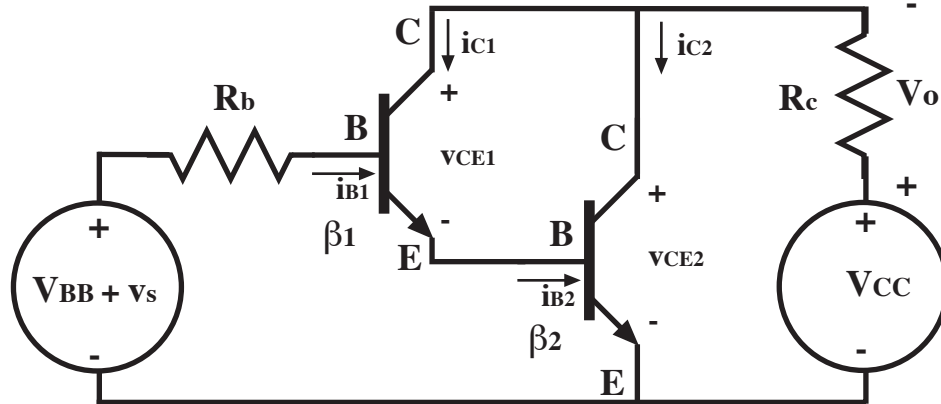 -
C
iC1
iC2
Rb
+
Rc
Vo
B
vCE1
C
iB1
-
+
+
+
+
β1
E
B
vCE2
VBB + vs
iB2
VCC
-
-
β2
-
E